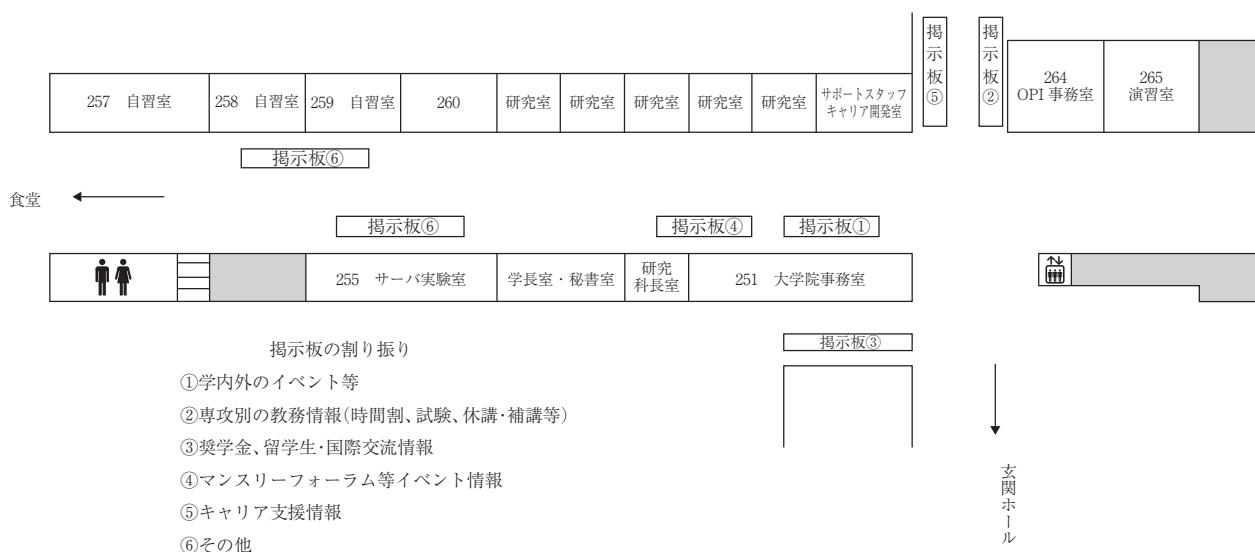 掲示板⑤
掲示板②
257 自習室
258 自習室
259 自習室
260
研究室
研究室
研究室
研究室
研究室
サポートスタッフ
キャリア開発室
264
OPI 事務室
265
演習室
掲示板⑥
食堂
掲示板⑥
掲示板④
掲示板①
255 サーバ実験室
学長室・秘書室
研究
科長室
251 大学院事務室
掲示板③
掲示板の割り振り
①学内外のイベント等
②専攻別の教務情報(時間割、試験、休講・補講等)
③奨学金、留学生・国際交流情報
④マンスリーフォーラム等イベント情報
⑤キャリア支援情報
⑥その他
玄関ホール